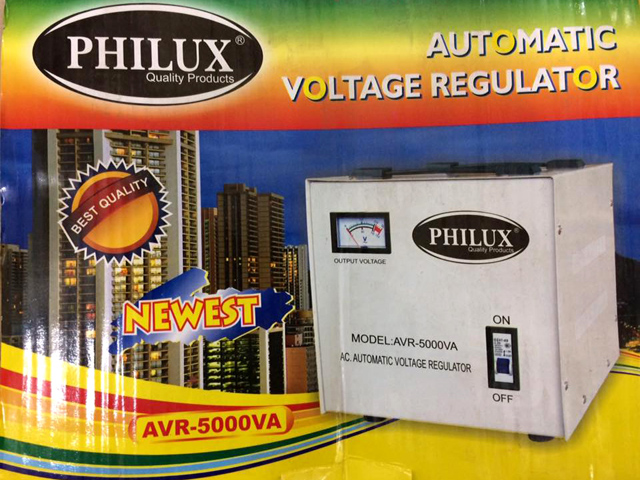 PHILUX®
Quality Products
AUTOMATIC
VOLTAGE REGULATOR
BEST QUALITY
NEWEST
AVR-5000VA
OUTPUT VOLTAGE
V
PHILUX®
Quality Products
MODEL:AVR-5000VA
AC. AUTOMATIC VOLTAGE REGULATOR
ON
OFF